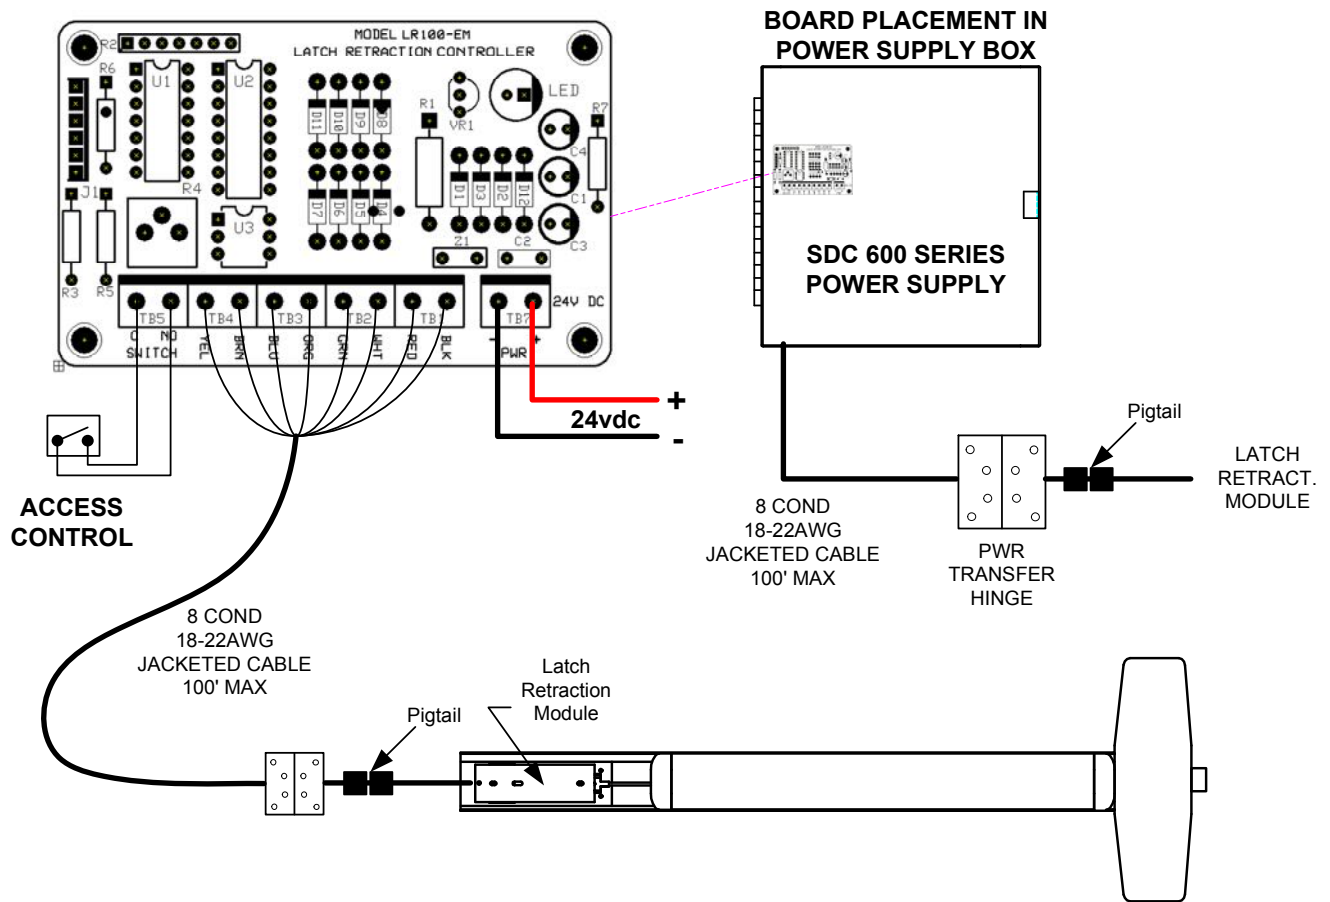 MODEL LR100-EM
LATCH RETRACTION CONTROLLER
R2
R6
U1
U2
D11
D10
D9
D8
R1
VR1
LED
R7
C4
J1
R4
D7
D6
D5
D4
D1
D3
D2
D12
C1
U3
Z1
C2
C3
R3
R5
TB5
TB4
TB3
TB2
TB1
TB7
24V DC
C
NO
YEL
BRN
BLU
ORG
GRN
WHT
RED
BLK
-
+
SWITCH
PWR
+
24vdc
-
ACCESS
CONTROL
8 COND
18-22AWG
JACKETED CABLE
100' MAX
Pigtail
Latch
Retraction
Module
BOARD PLACEMENT IN
POWER SUPPLY BOX
SDC 600 SERIES
POWER SUPPLY
Pigtail
LATCH
RETRACT.
MODULE
8 COND
18-22AWG
JACKETED CABLE
100' MAX
PWR
TRANSFER
HINGE